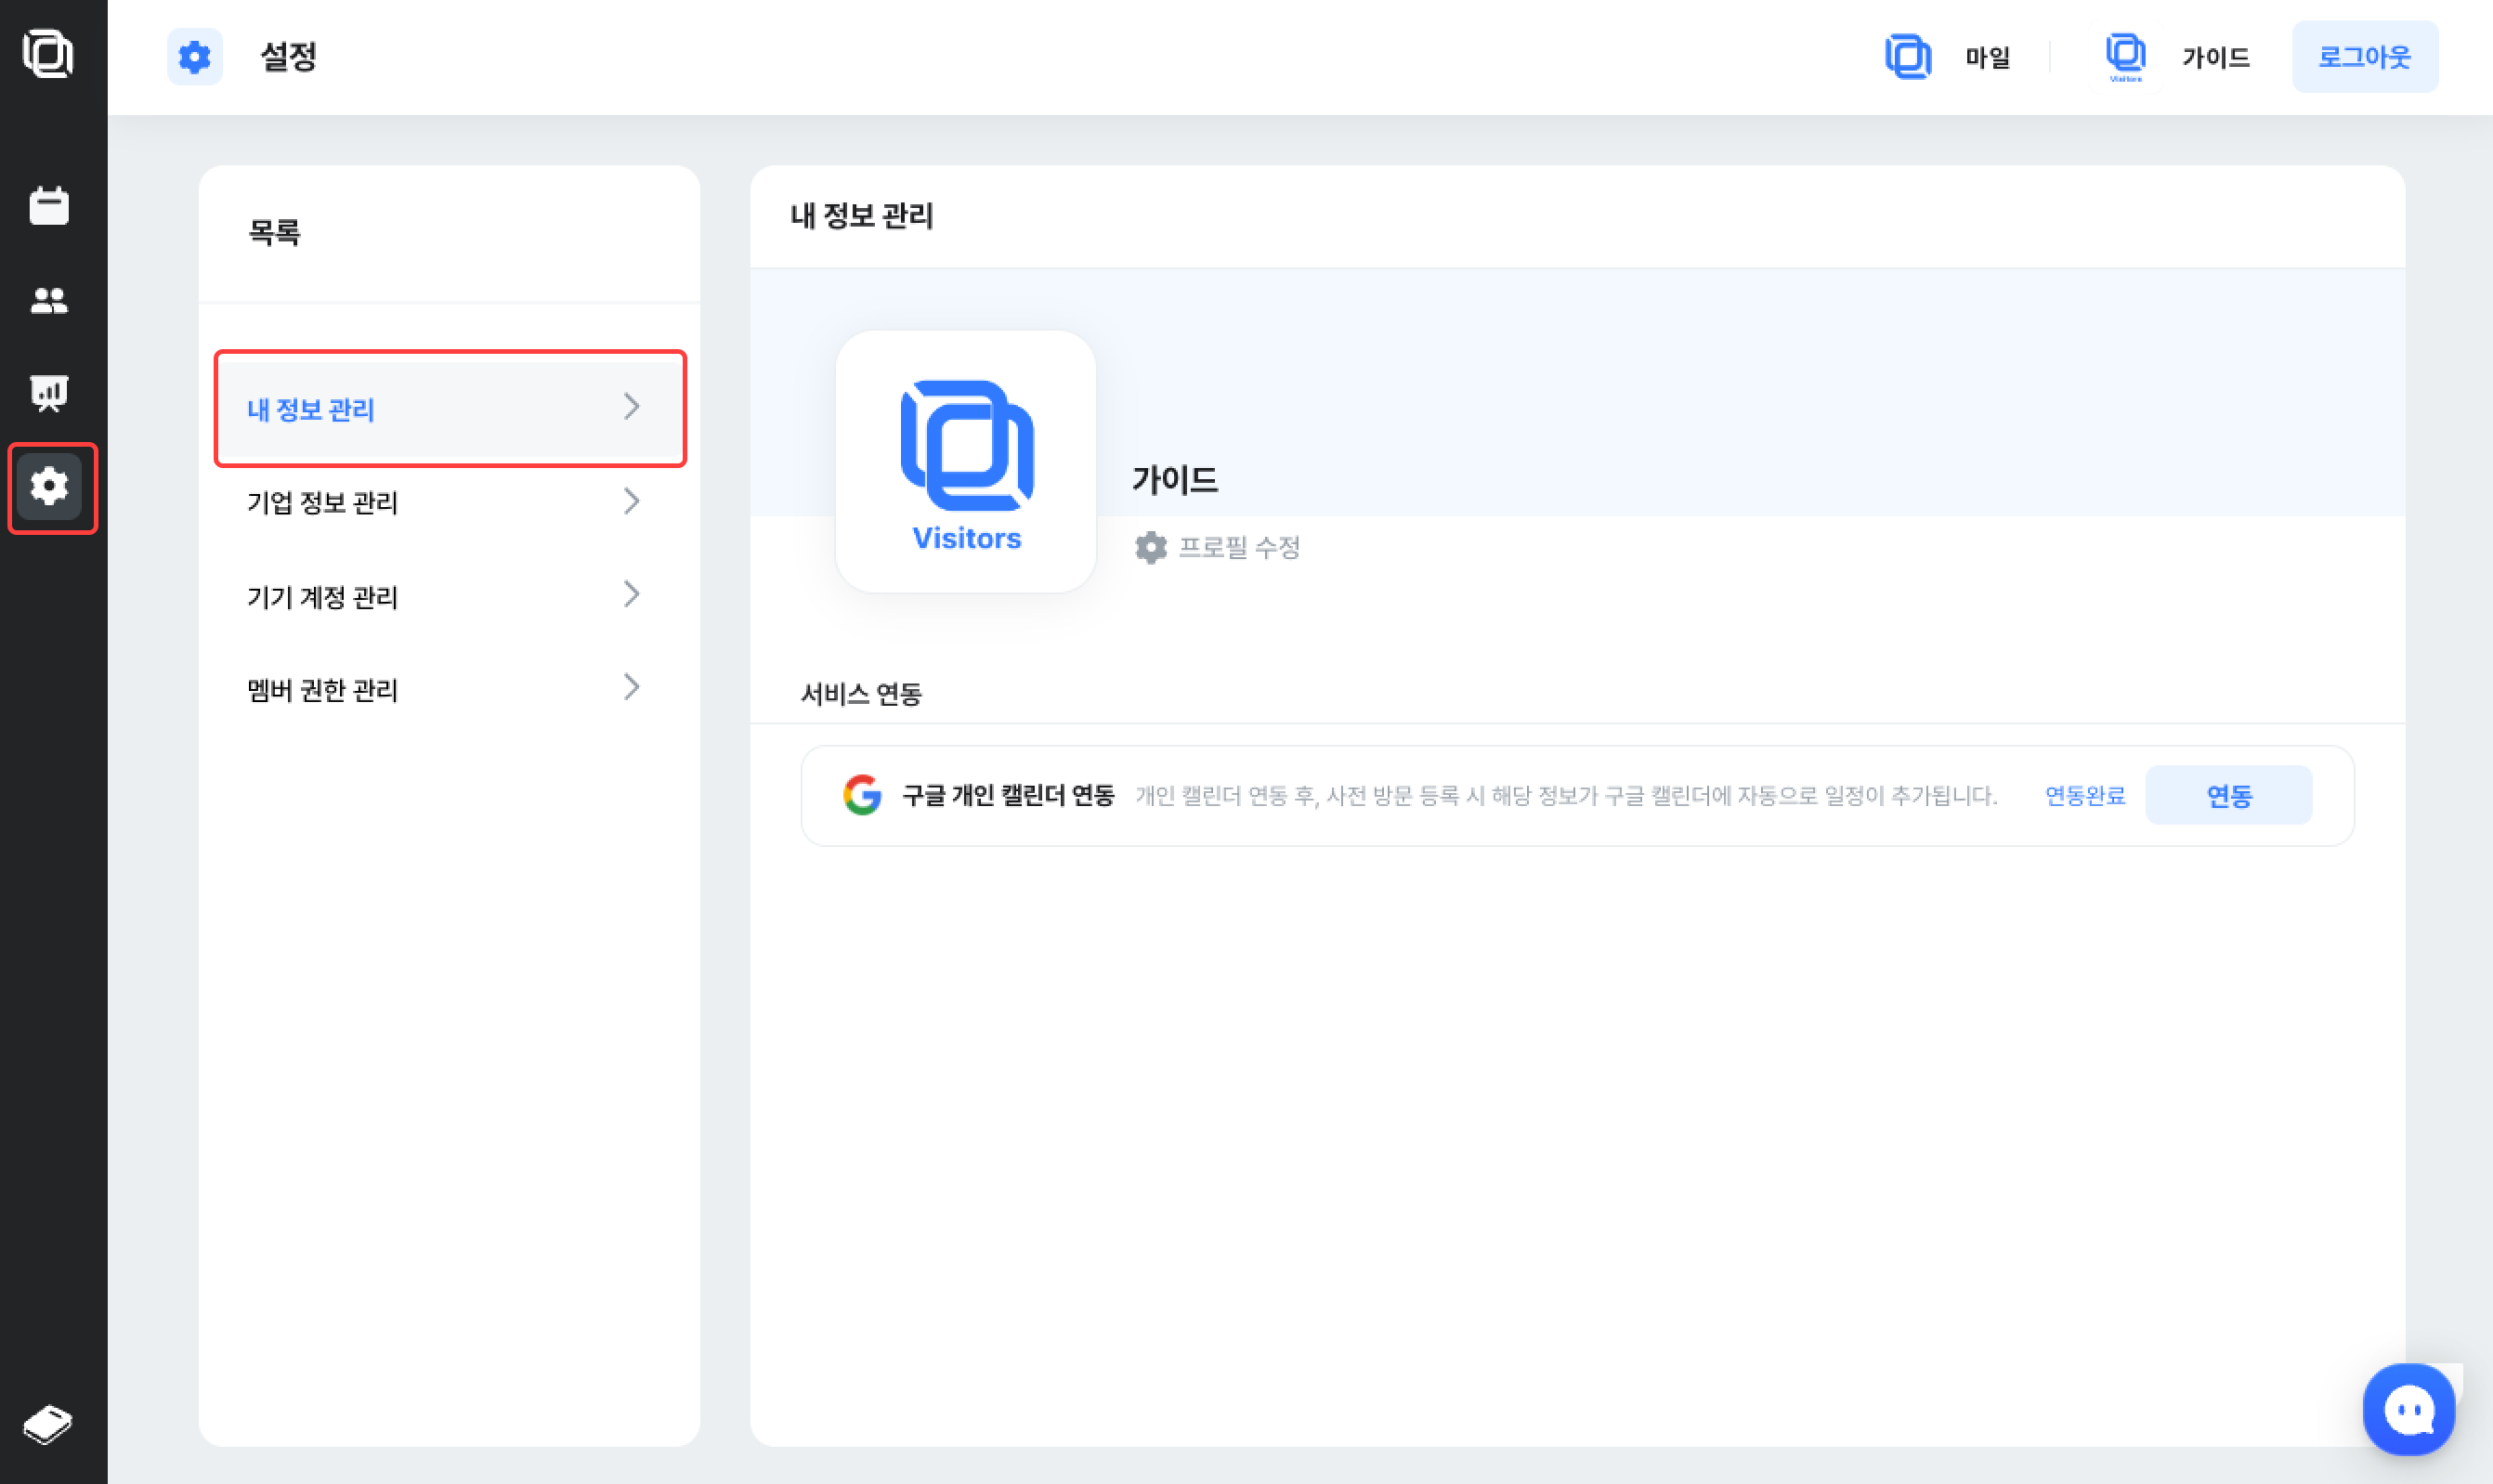 설정
마일
Visitors
가이드
로그아웃
목록
내 정보 관리
기업 정보 관리
기기 계정 관리
멤버 권한 관리
내 정보 관리
Visitors
가이드
프로필 수정
서비스 연동
구글 개인 캘린더 연동 개인 캘린더 연동 후, 사전 방문 등록 시 해당 정보가 구글 캘린더에 자동으로 일정이 추가됩니다. 연동완료 연동